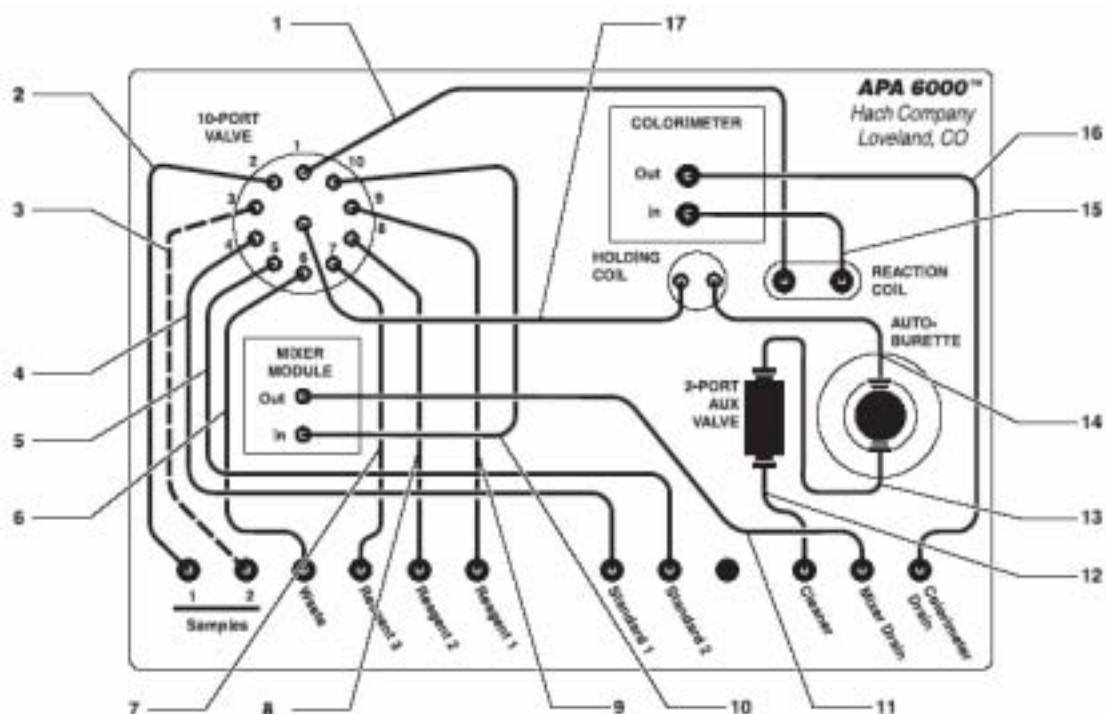 1
17
2
10-PORT
VALVE
APA 6000™
Hach Company
Loveland, CO
COLORIMETER
16
1
2
10
3
9
4
8
5
6
7
Out
In
3
15
HOLDING
COIL
REACTION
COIL
AUTO-
BURETTE
MIXER
MODULE
Out
In
4
2-PORT
AUX
VALVE
14
5
6
13
12
1
2
Samples
Waste
Reagent 3
Reagent 2
Reagent 1
Standard 1
Standard 2
Cleaner
Mixer Drain
Colorimeter
Drain
7
8
9
10
11